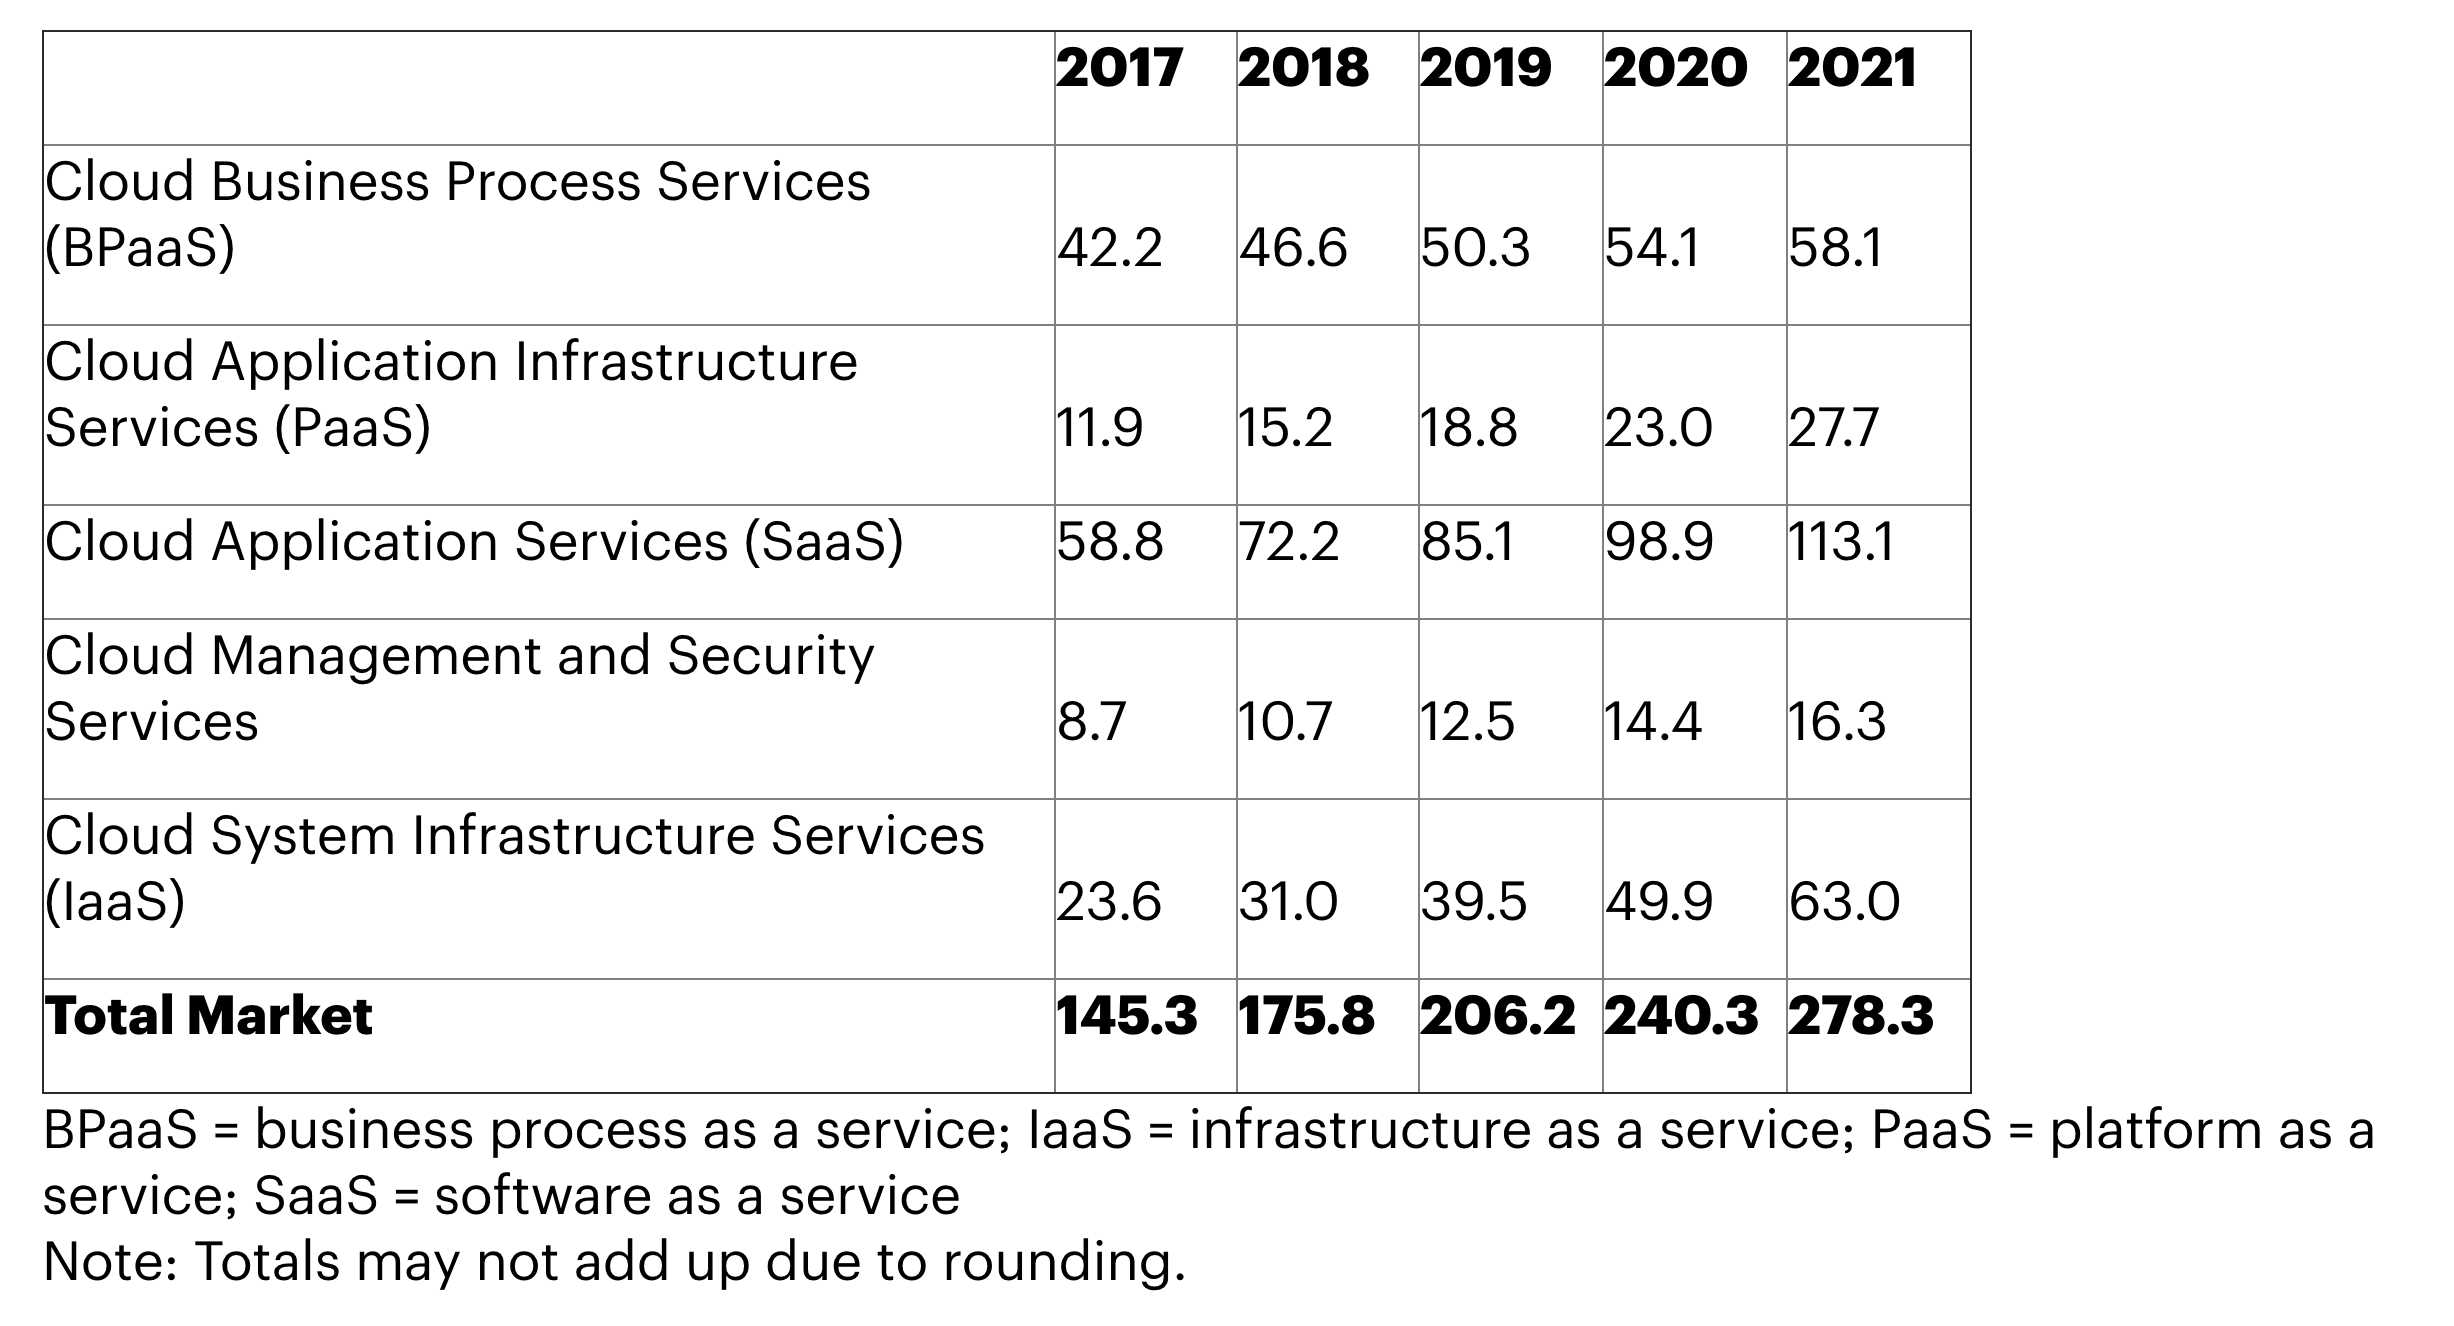 2017 2018 2019 2020 2021
Cloud Business Process Services
(BPaaS) 42.2 46.6 50.3 54.1 58.1
Cloud Application Infrastructure
Services (PaaS) 11.9 15.2 18.8 23.0 27.7
Cloud Application Services (SaaS) 58.8 72.2 85.1 98.9 113.1
Cloud Management and Security
Services 8.7 10.7 12.5 14.4 16.3
Cloud System Infrastructure Services
(IaaS) 23.6 31.0 39.5 49.9 63.0
Total Market 145.3 175.8 206.2 240.3 278.3
BPaaS = business process as a service; IaaS = infrastructure as a service; PaaS = platform as a
service; SaaS = software as a service
Note: Totals may not add up due to rounding.